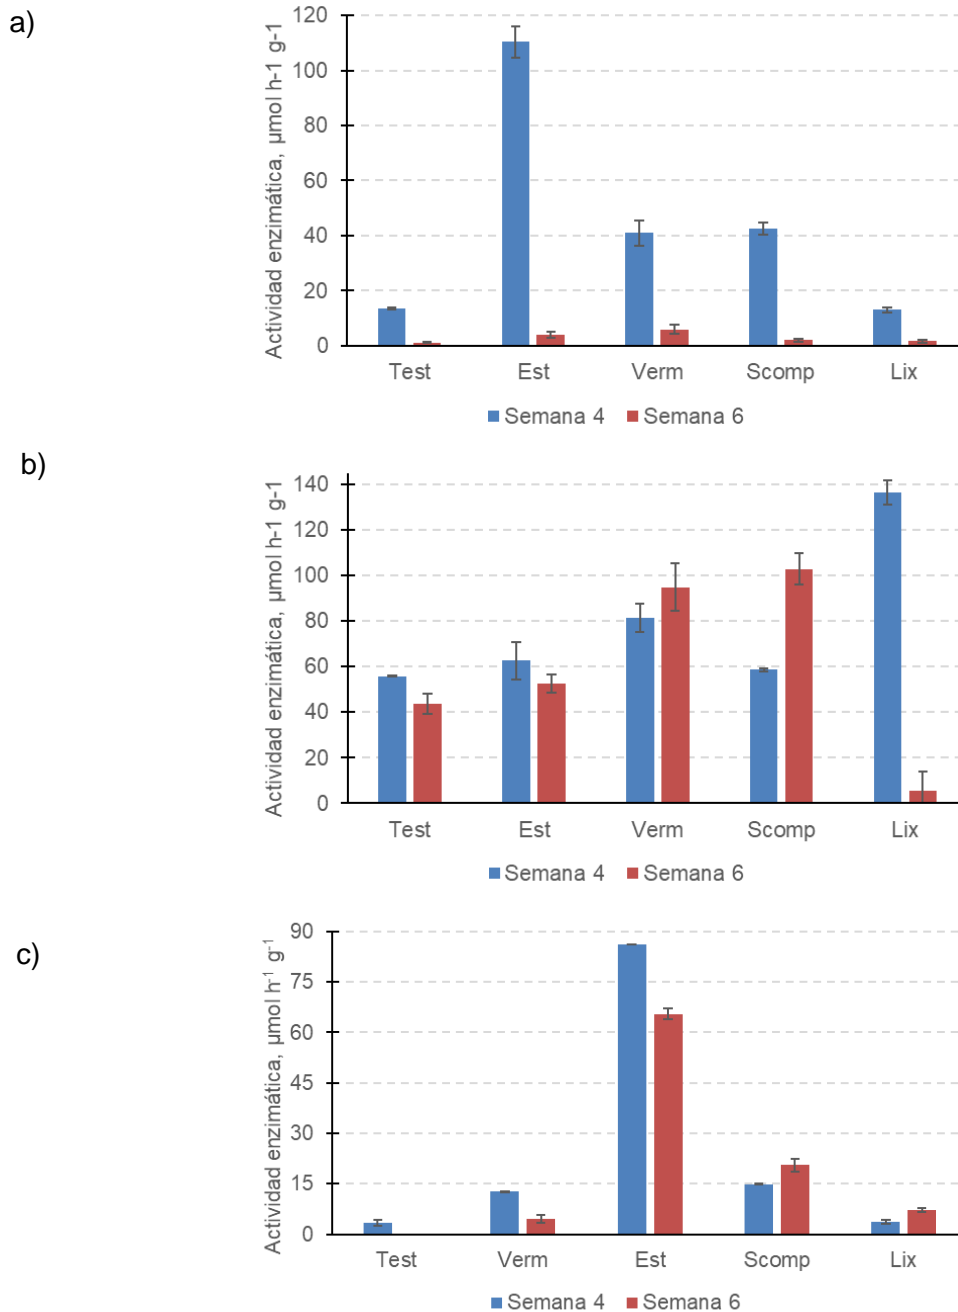 a)
Actividad enzimática, µmol h-1 g-1
120
100
80
60
40
20
0
Test Est Verm Scomp Lix
Semana 4 Semana 6
b)
Actividad enzimática, µmol h-1 g-1
140
120
100
80
60
40
20
0
Test Est Verm Scomp Lix
Semana 4 Semana 6
c)
Actividad enzimática, µmol h⁻¹ g⁻¹
90
75
60
45
30
15
0
Test Verm Est Scomp Lix
Semana 4 Semana 6